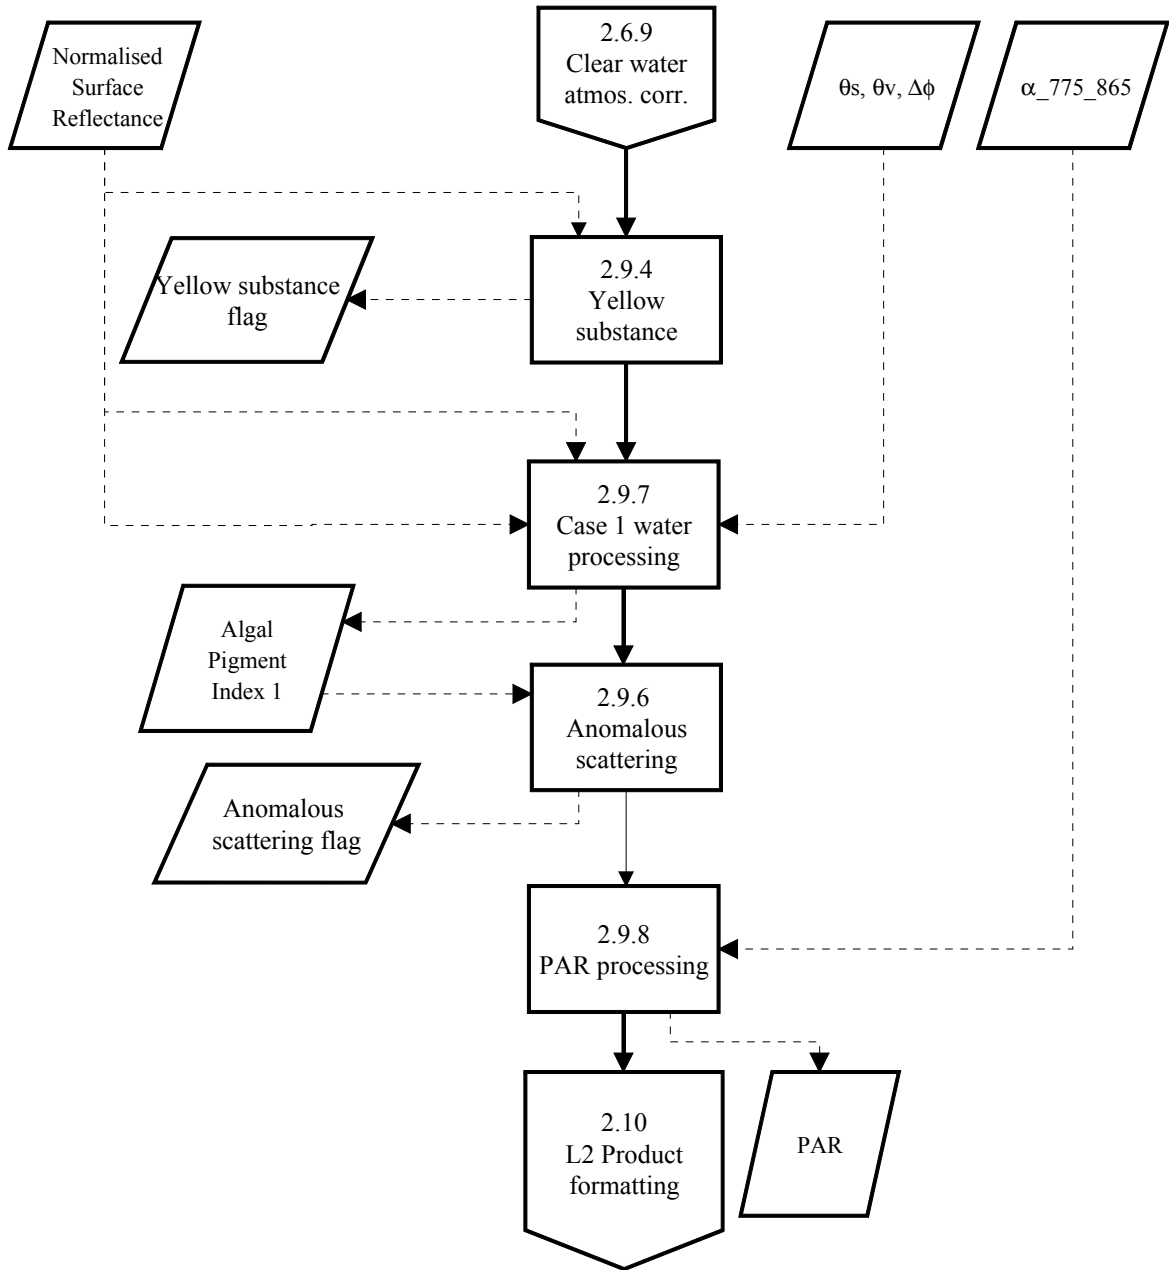 Normalised
Surface
Reflectance
2.6.9
Clear water
atmos. corr.
θs, θv, Δϕ
α_775_865
2.9.4
Yellow
substance
Yellow substance
flag
2.9.7
Case 1 water
processing
Algal
Pigment
Index 1
2.9.6
Anomalous
scattering
Anomalous
scattering flag
2.9.8
PAR processing
2.10
L2 Product
formatting
PAR